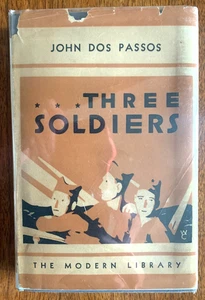 JOHN DOS PASSOS
...THREE
SOLDIERS
THE MODERN LIBRARY